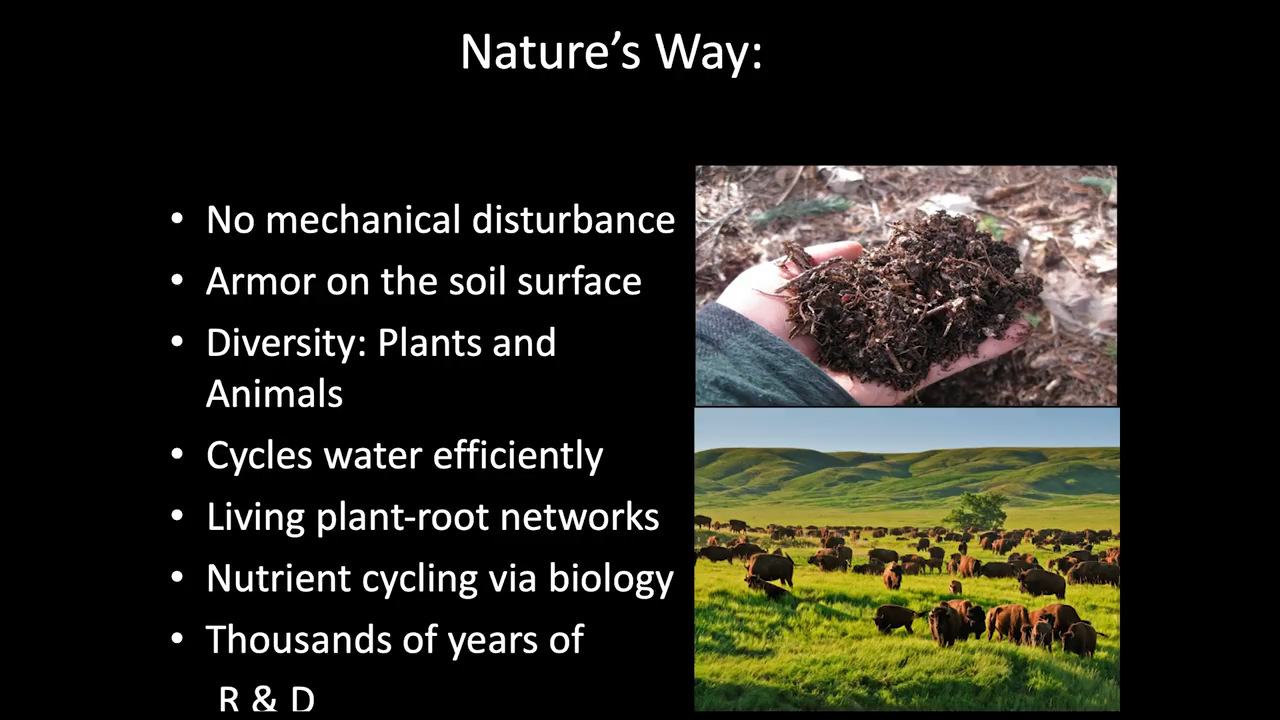 Nature’s Way:
• No mechanical disturbance
• Armor on the soil surface
• Diversity: Plants and
Animals
• Cycles water efficiently
• Living plant-root networks
• Nutrient cycling via biology
• Thousands of years of
R & D